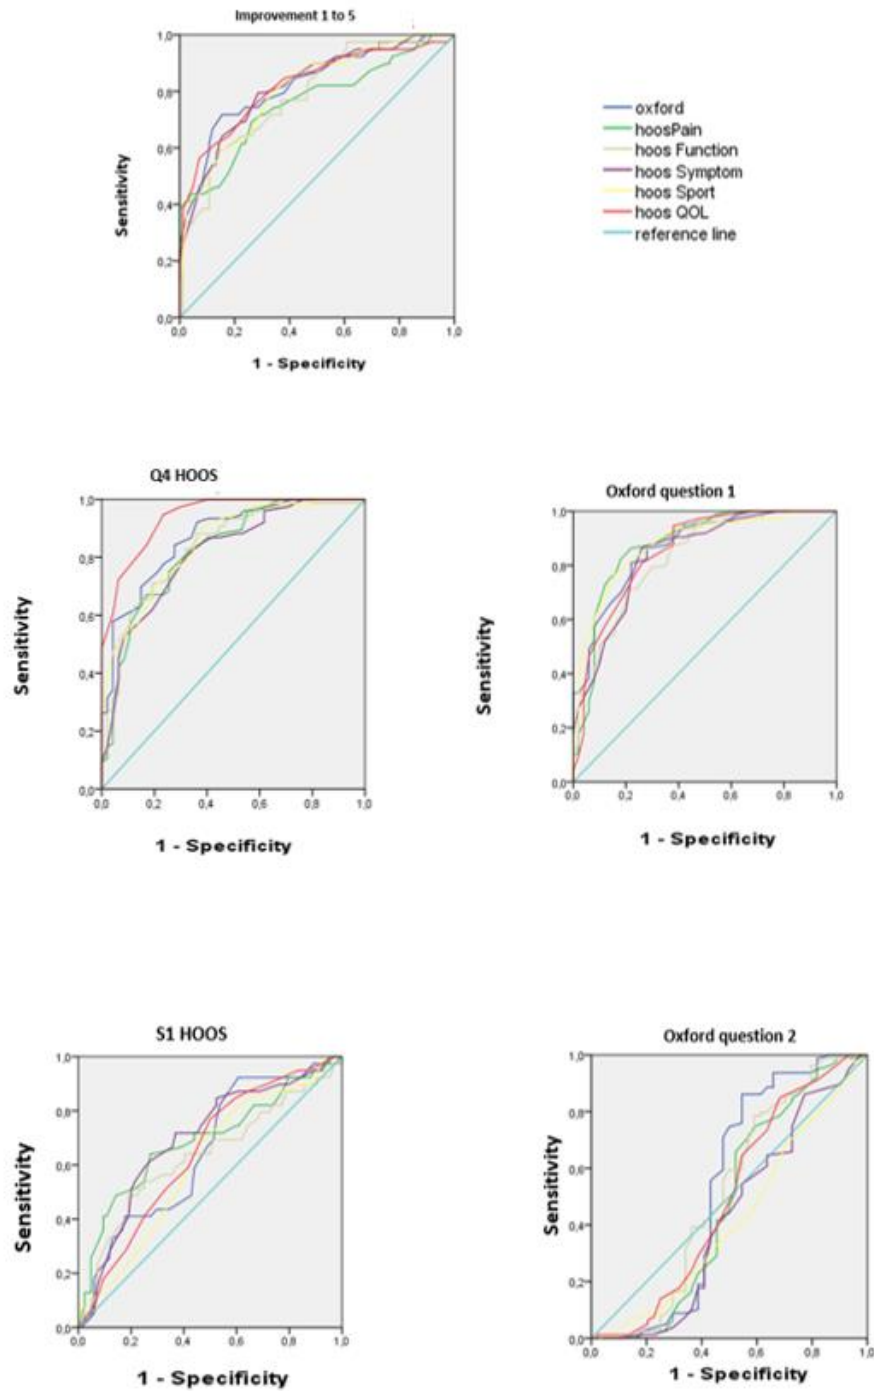 Improvement 1 to 5
1,0
0,8
0,6
0,4
0,2
0,0
0,0 0,2 0,4 0,6 0,8 1,0
Sensitivity
1 - Specificity
oxford
hoosPain
hoos Function
hoos Symptom
hoos Sport
hoos QOL
reference line
Q4 HOOS
1,0
0,8
0,6
0,4
0,2
0,0
0,0 0,2 0,4 0,6 0,8 1,0
Sensitivity
1 - Specificity
Oxford question 1
1,0
0,8
0,6
0,4
0,2
0,0
0,0 0,2 0,4 0,6 0,8 1,0
Sensitivity
1 - Specificity
S1 HOOS
1,0
0,8
0,6
0,4
0,2
0,0
0,0 0,2 0,4 0,6 0,8 1,0
Sensitivity
1 - Specificity
Oxford question 2
1,0
0,8
0,6
0,4
0,2
0,0
0,0 0,2 0,4 0,6 0,8 1,0
Sensitivity
1 - Specificity